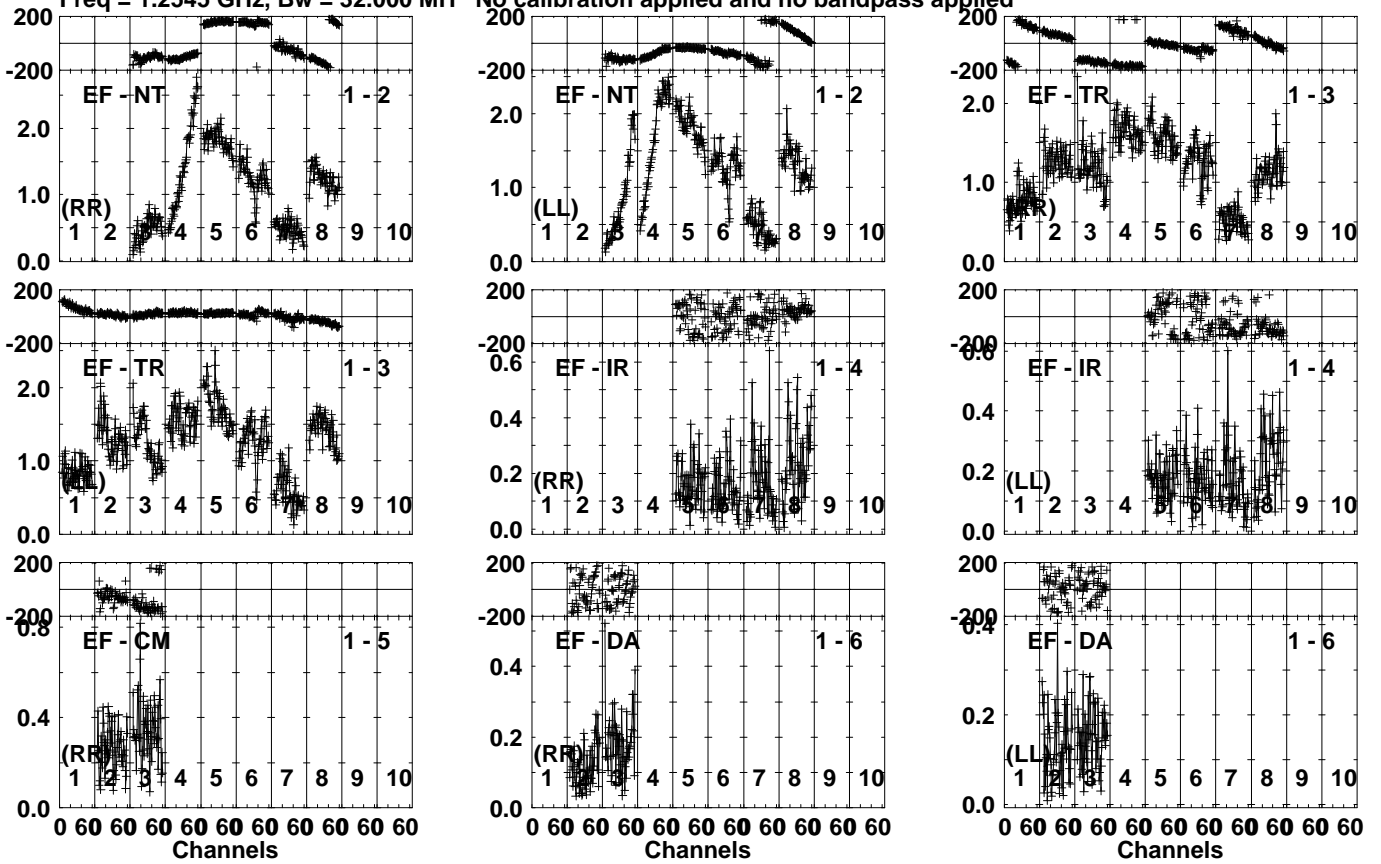 Freq = 1.2545 GHz, Bw = 32.000 MH No calibration applied and no bandpass applied
200 200 200
-200 -200 -200
EF - NT 1 - 2 EF - NT 1 - 2 EF - TR 1 - 3
2.0 2.0 2.0
1.0 1.0 1.0
(RR) (LL) (RR)
1 2 3 4 5 6 7 8 9 10 1 2 3 4 5 6 7 8 9 10 1 2 3 4 5 6 7 8 9 10
0.0 0.0 0.0
200 200 200
-200 -200 -200
EF - TR 1 - 3 EF - IR 1 - 4 EF - IR 1 - 4
2.0 0.6 0.6
0.4 0.4
1.0 0.2 0.2
(LL) (RR) (LL)
1 2 3 4 5 6 7 8 9 10 1 2 3 4 5 6 7 8 9 10 1 2 3 4 5 6 7 8 9 10
0.0 0.0 0.0
200 200 200
-200 -200 -200
0.8 0.4
EF - CM 1 - 5 EF - DA 1 - 6 EF - DA 1 - 6
0.4 0.4 0.2
0.2
(RR) (RR) (LL)
1 2 3 4 5 6 7 8 9 10 1 2 3 4 5 6 7 8 9 10 1 2 3 4 5 6 7 8 9 10
0.0 0.0 0.0
0 60 60 60 60 60 60 60 60 60 60 0 60 60 60 60 60 60 60 60 60 60 0 60 60 60 60 60 60 60 60 60 60
Channels Channels Channels